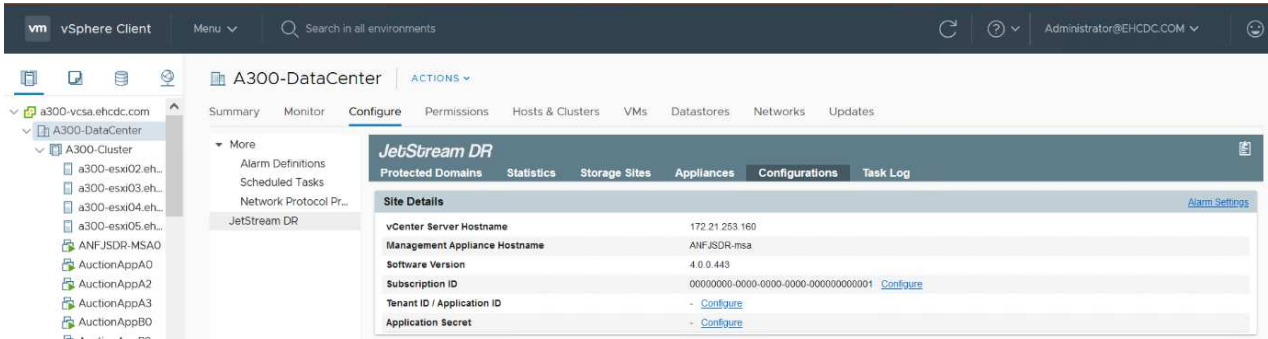 vm vSphere Client Menu Search in all environments Administrator@EHCDC.COM
A300-DataCenter ACTIONS
a300-vcsa.ehcdc.com
A300-DataCenter
A300-Cluster
a300-esxi02.eh...
a300-esxi03.eh...
a300-esxi04.eh...
a300-esxi05.eh...
ANFJSDR-MSA0
AuctionAppA0
AuctionAppA2
AuctionAppA3
AuctionAppB0
Summary Monitor Configure Permissions Hosts & Clusters VMs Datastores Networks Updates
More
Alarm Definitions
Scheduled Tasks
Network Protocol Pr...
JetStream DR
JetStream DR
Protected Domains Statistics Storage Sites Appliances Configurations Task Log
Site Details Alarm Settings
vCenter Server Hostname 172.21.253.160
Management Appliance Hostname ANFJSDR-msa
Software Version 4.0.0.443
Subscription ID 00000000-0000-0000-0000-000000000001 Configure
Tenant ID / Application ID - Configure
Application Secret - Configure